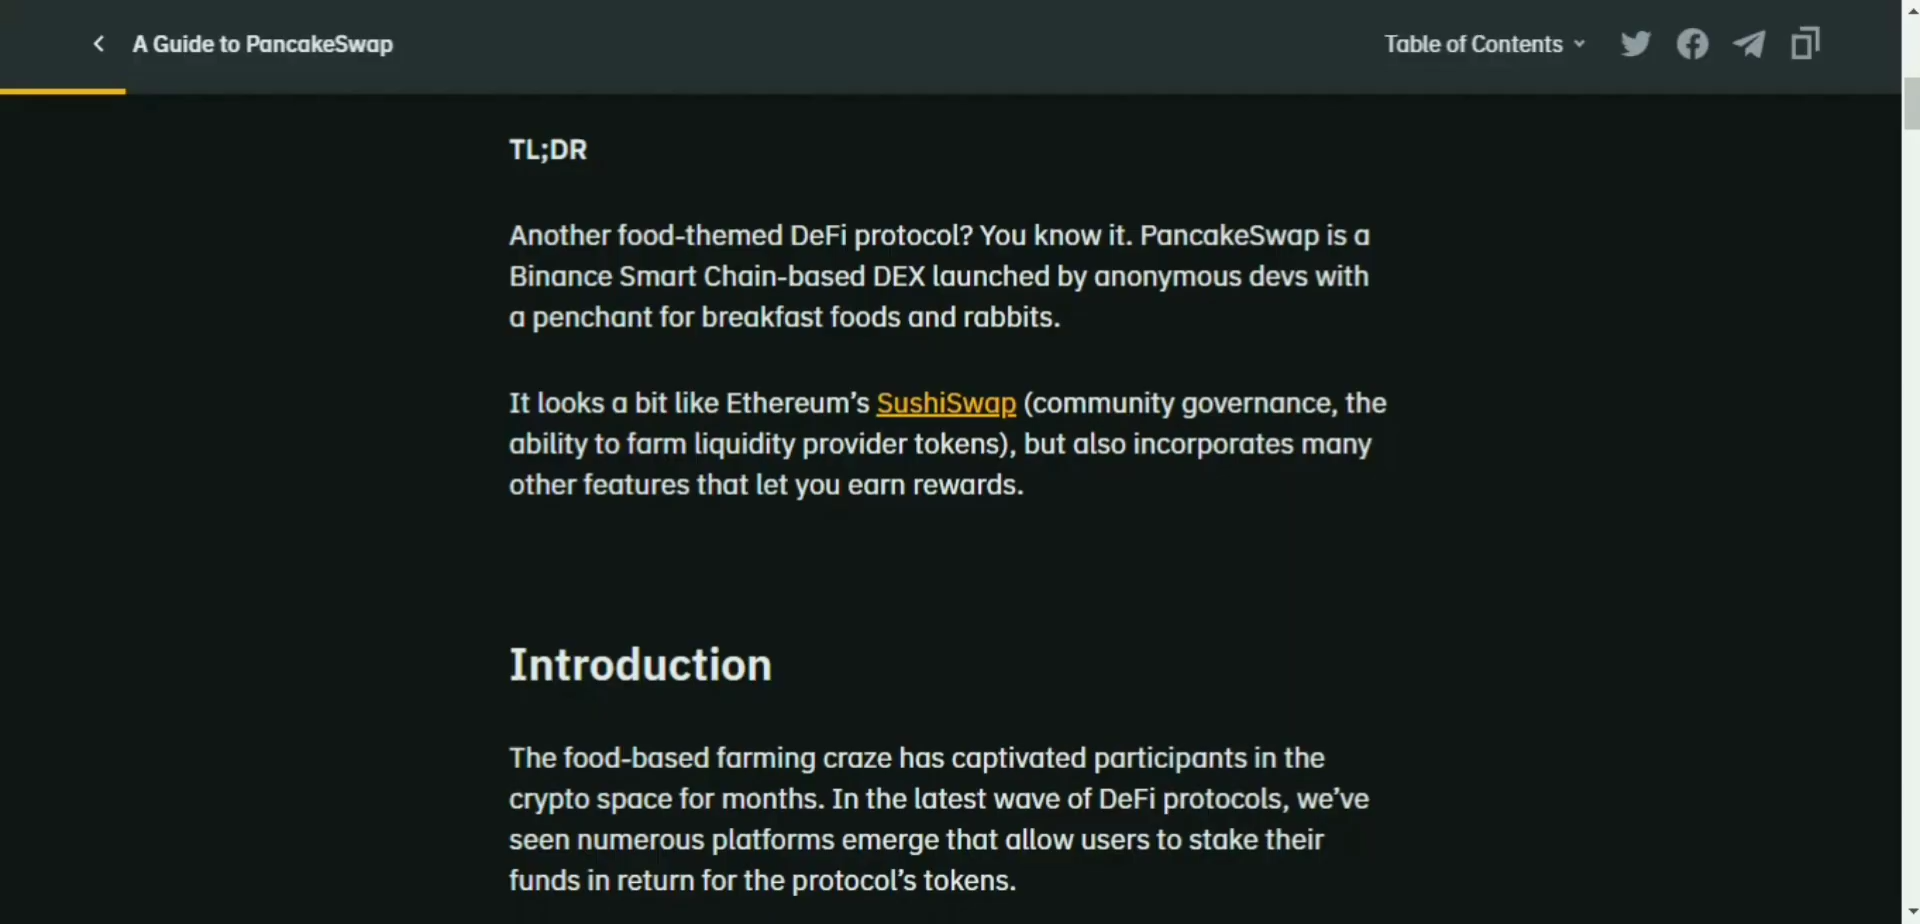 A Guide to PancakeSwap
Table of Contents
TL;DR
Another food-themed DeFi protocol? You know it. PancakeSwap is a
Binance Smart Chain-based DEX launched by anonymous devs with
a penchant for breakfast foods and rabbits.
It looks a bit like Ethereum’s SushiSwap (community governance, the
ability to farm liquidity provider tokens), but also incorporates many
other features that let you earn rewards.
Introduction
The food-based farming craze has captivated participants in the
crypto space for months. In the latest wave of DeFi protocols, we’ve
seen numerous platforms emerge that allow users to stake their
funds in return for the protocol’s tokens.